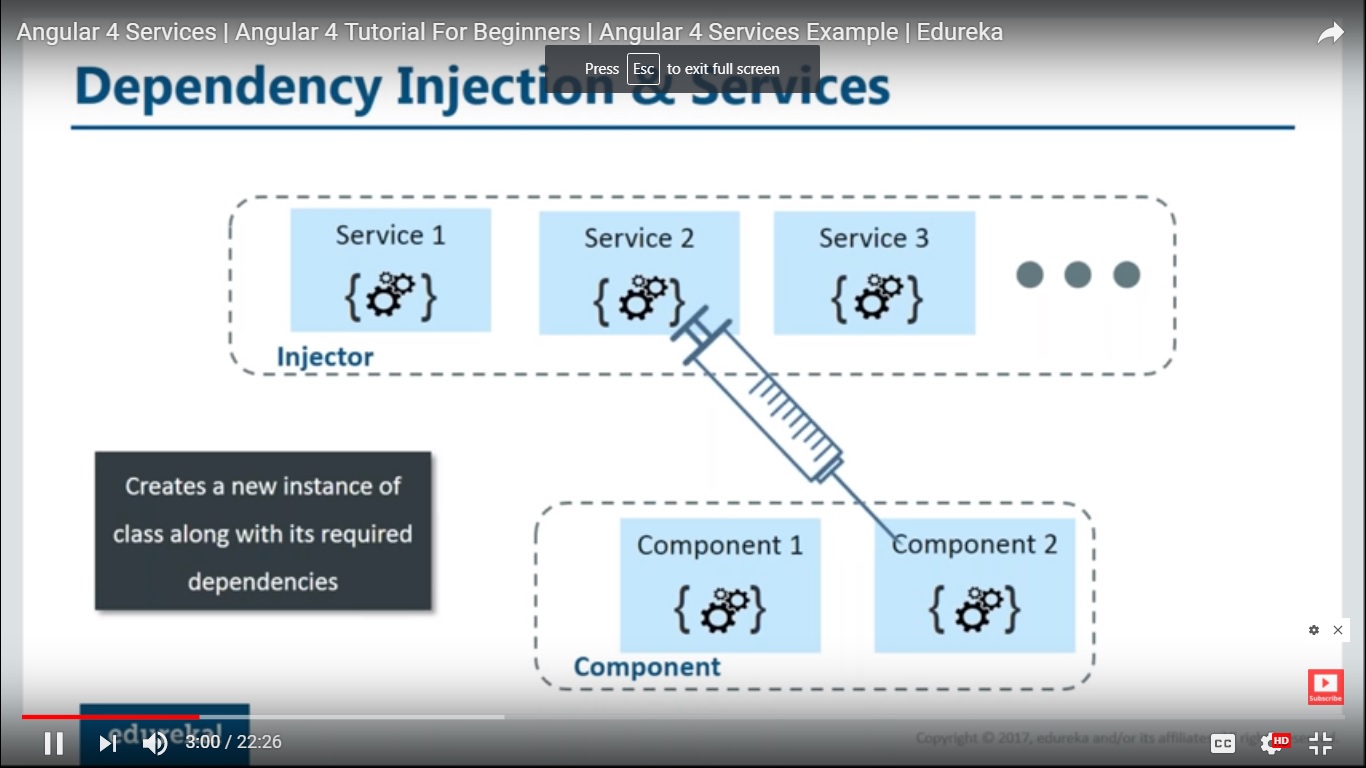 Angular 4 Services | Angular 4 Tutorial For Beginners | Angular 4 Services Example | Edureka
Press Esc to exit full screen
Dependency Injection & Services
Service 1
Service 2
Service 3
Injector
Creates a new instance of
class along with its required
dependencies
Component 1
Component 2
Component
Subscribe
edureka!
3:00 / 22:26
CC
HD
Copyright © 2017, edureka and/or its affiliates